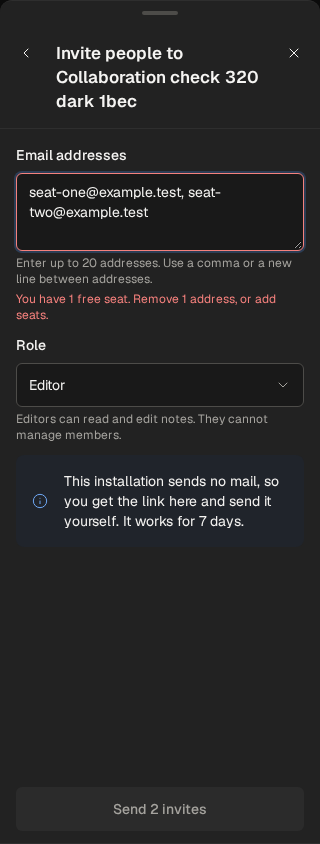 Invite people to
Collaboration check 320
dark 1bec
Email addresses
seat-one@example.test, seat-
two@example.test
Enter up to 20 addresses. Use a comma or a new
line between addresses.
You have 1 free seat. Remove 1 address, or add
seats.
Role
Editor
Editors can read and edit notes. They cannot
manage members.
This installation sends no mail, so
you get the link here and send it
yourself. It works for 7 days.
Send 2 invites